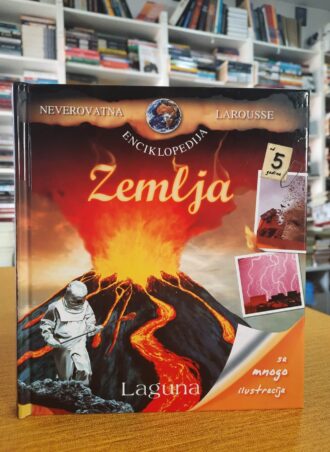 NEVEROVATNA LAROUSSE
ENCIKLOPEDIJA
Zemlja
od
5
godina
sa
mnogo
ilustracija
Laguna